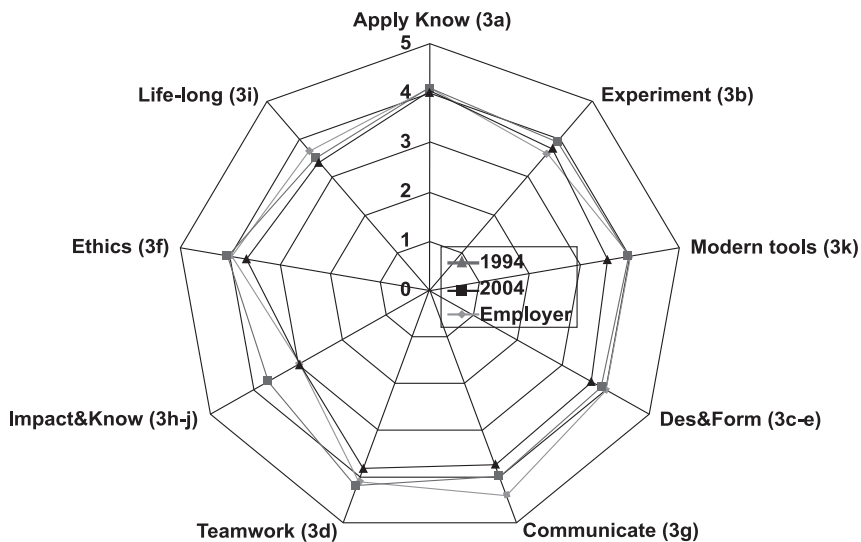 Apply Know (3a)
5
Life-long (3i)
4
Experiment (3b)
3
2
Ethics (3f)
1
Modern tools (3k)
1994
0
2004
Employer
Impact&Know (3h-j)
Des&Form (3c-e)
Teamwork (3d)
Communicate (3g)